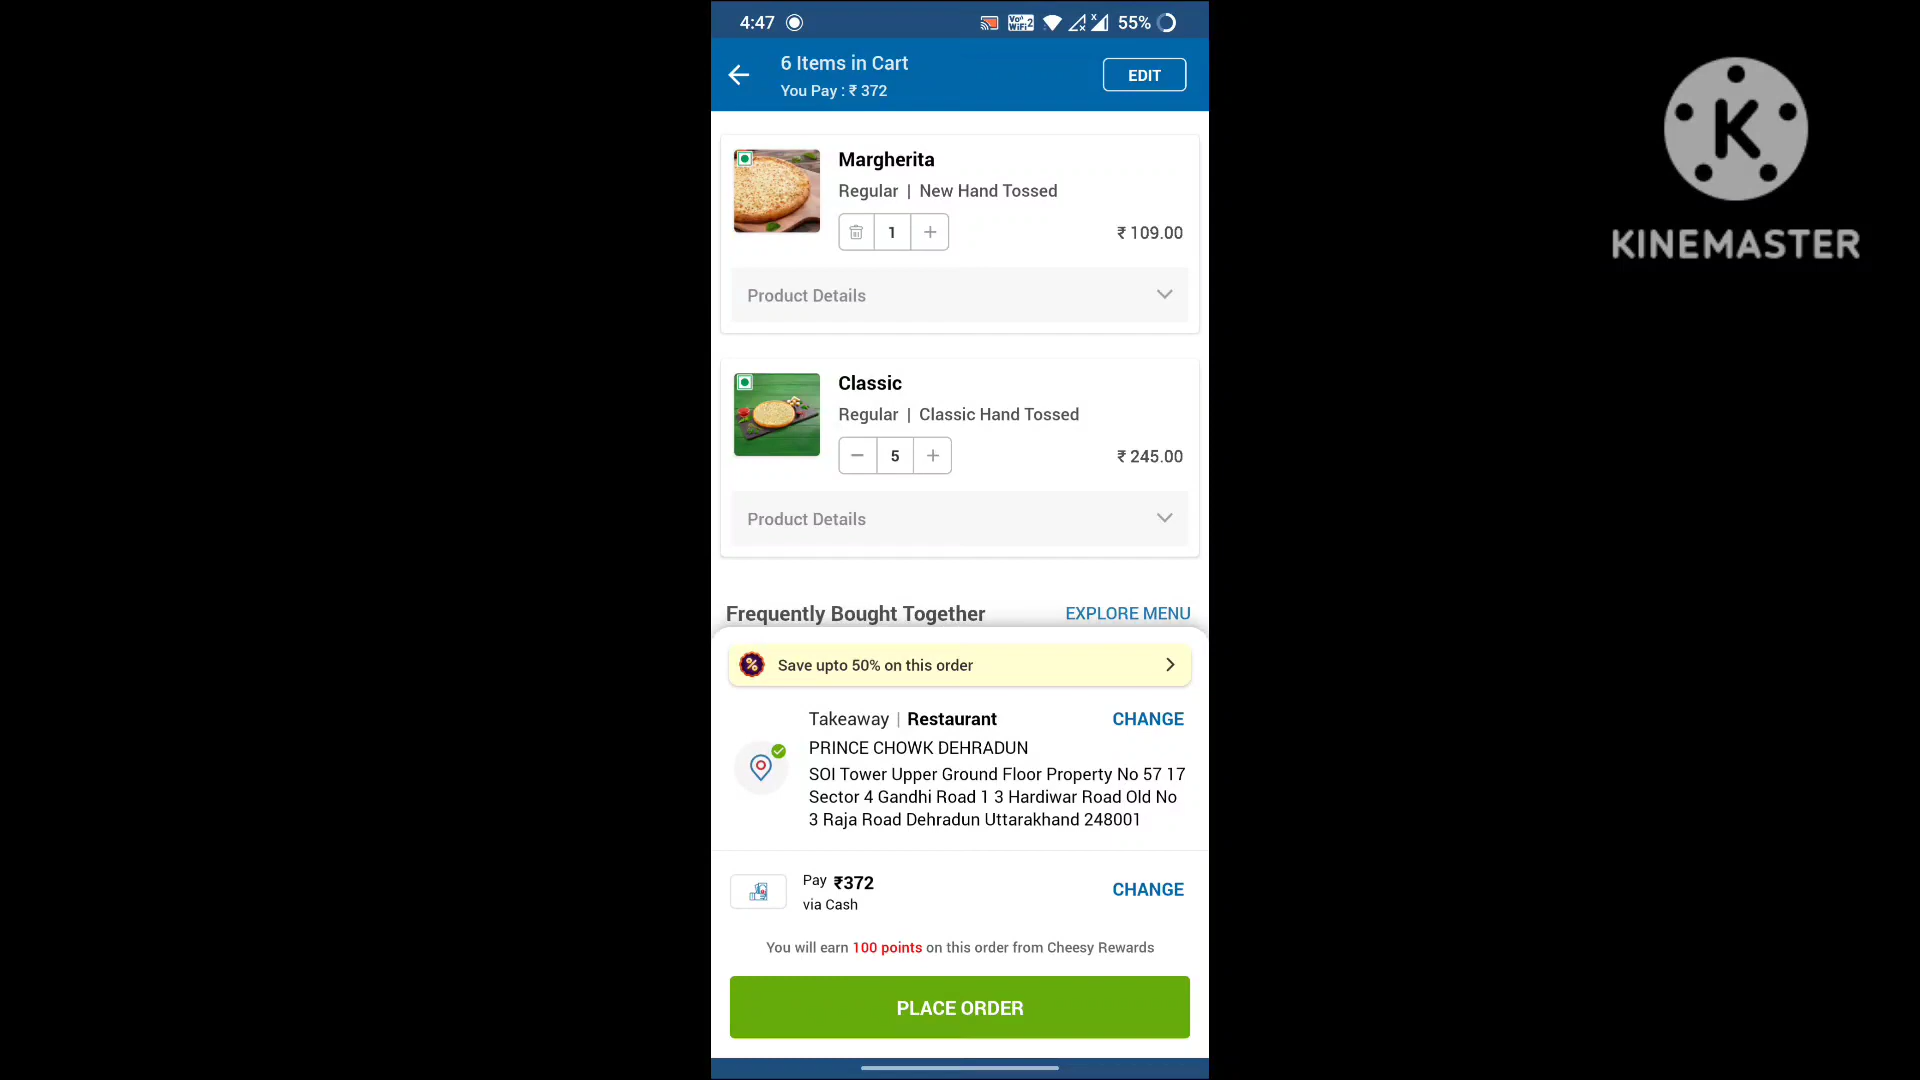 4:47 55%
6 Items in Cart
You Pay : ₹ 372
EDIT
Margherita
Regular | New Hand Tossed
1 +
₹ 109.00
Product Details
Classic
Regular | Classic Hand Tossed
− 5 +
₹ 245.00
Product Details
Frequently Bought Together EXPLORE MENU
% Save upto 50% on this order
Takeaway | Restaurant CHANGE
PRINCE CHOWK DEHRADUN
SOI Tower Upper Ground Floor Property No 57 17
Sector 4 Gandhi Road 1 3 Hardiwar Road Old No
3 Raja Road Dehradun Uttarakhand 248001
Pay ₹372
via Cash
CHANGE
You will earn 100 points on this order from Cheesy Rewards
PLACE ORDER
K
KINEMASTER